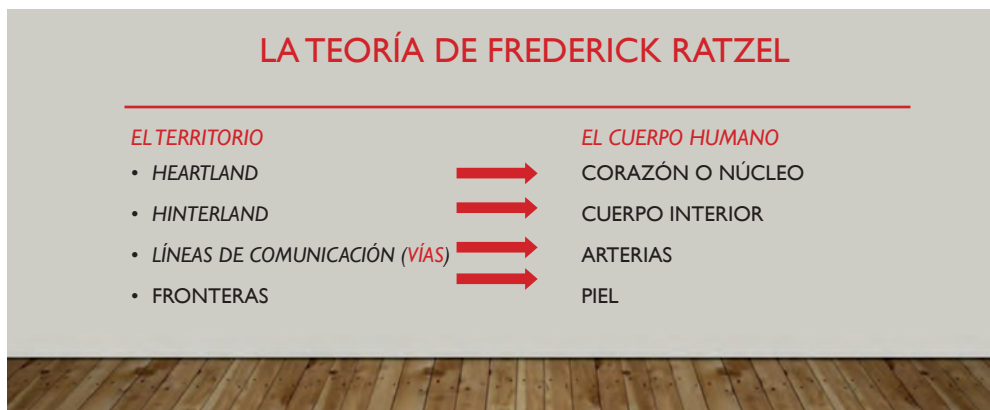 LA TEORÍA DE FREDERICK RATZEL
EL TERRITORIO
• HEARTLAND
• HINTERLAND
• LÍNEAS DE COMUNICACIÓN (VÍAS)
• FRONTERAS
EL CUERPO HUMANO
CORAZÓN O NÚCLEO
CUERPO INTERIOR
ARTERIAS
PIEL